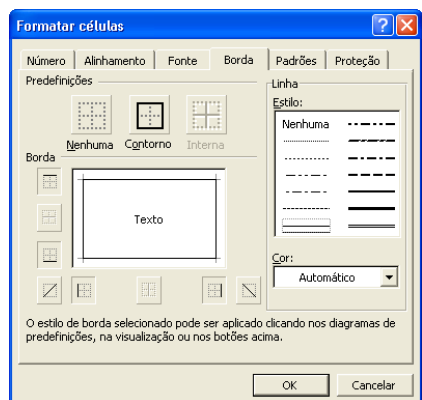 Formatar células
Número Alinhamento Fonte Borda Padrões Proteção
Predefinições
Nenhuma Contorno Interna
Borda
Texto
Linha
Estilo:
Nenhuma
Cor:
Automático
O estilo de borda selecionado pode ser aplicado clicando nos diagramas de
predefinições, na visualização ou nos botões acima.
OK Cancelar